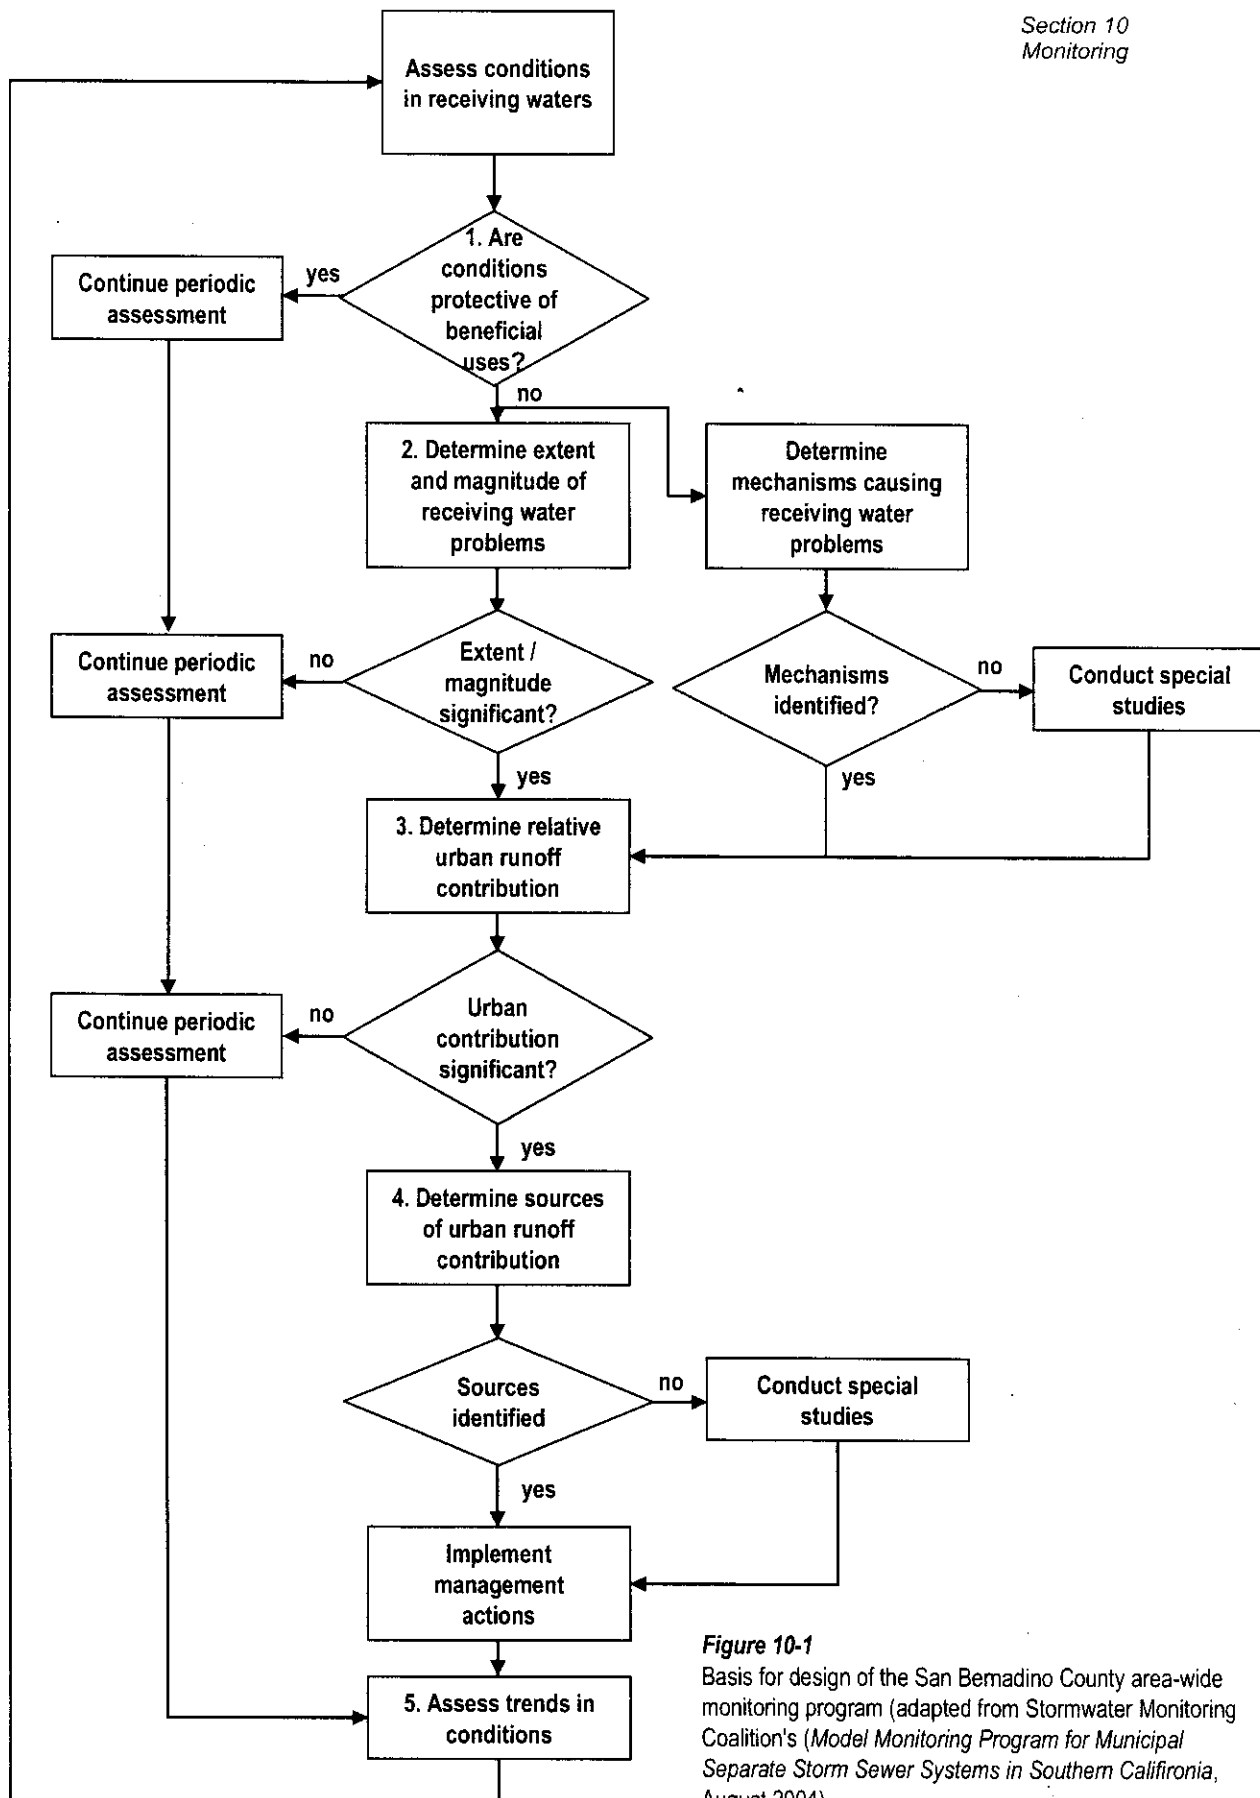 Section 10
Monitoring
Assess conditions
in receiving waters
1. Are
conditions
protective of
beneficial
uses?
yes
Continue periodic
assessment
no
2. Determine extent
and magnitude of
receiving water
problems
Determine
mechanisms causing
receiving water
problems
Extent /
magnitude
significant?
no
Continue periodic
assessment
Mechanisms
identified?
no
Conduct special
studies
yes
yes
3. Determine relative
urban runoff
contribution
Urban
contribution
significant?
no
Continue periodic
assessment
yes
4. Determine sources
of urban runoff
contribution
Sources
identified
no
Conduct special
studies
yes
Implement
management
actions
5. Assess trends in
conditions
Figure 10-1
Basis for design of the San Bernadino County area-wide
monitoring program (adapted from Stormwater Monitoring
Coalition's (Model Monitoring Program for Municipal
Separate Storm Sewer Systems in Southern Califironia,
August 2004)